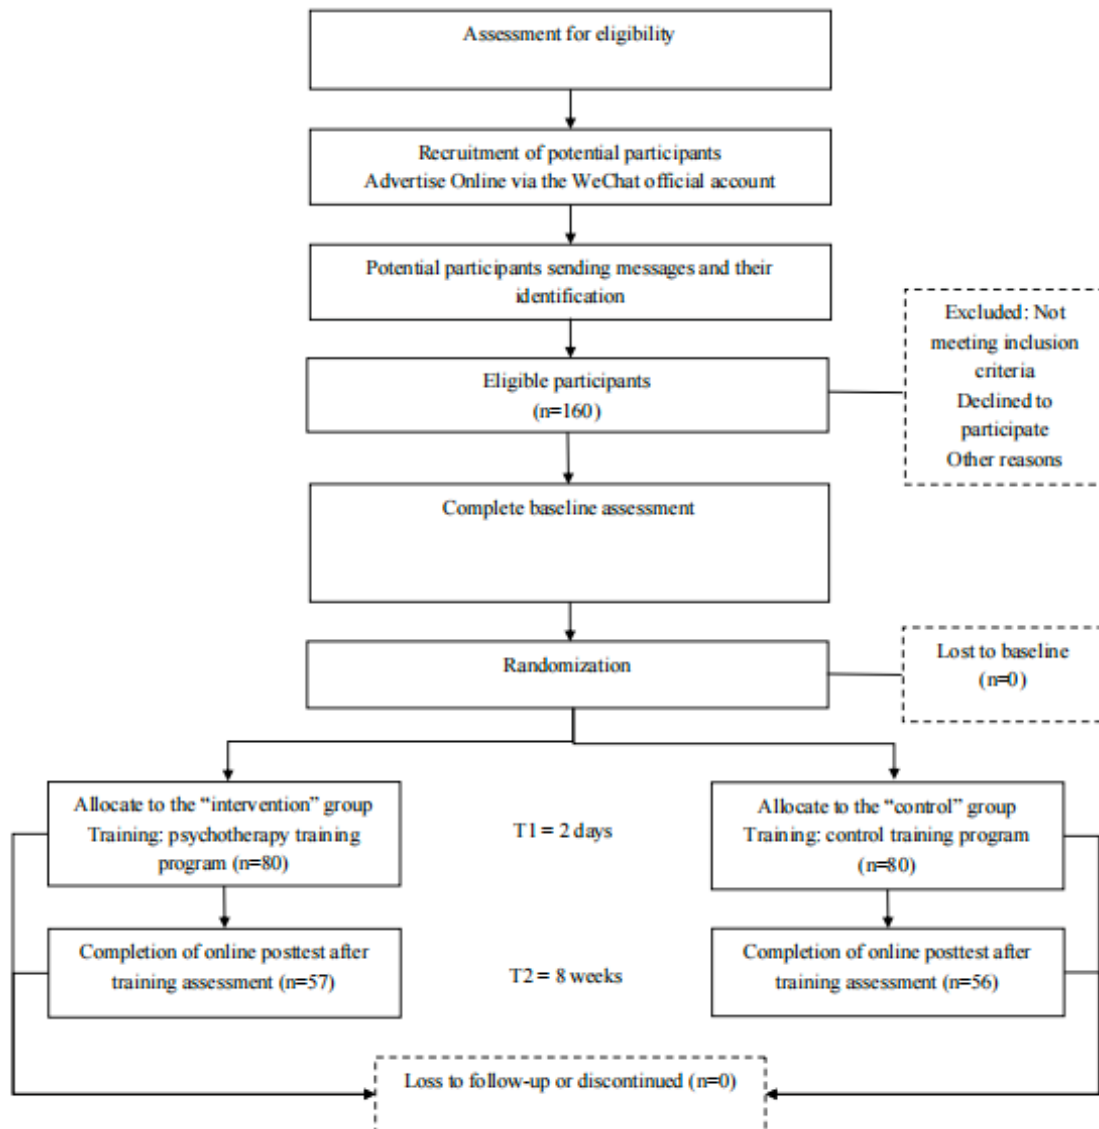 Assessment for eligibility
Recruitment of potential participants
Advertise Online via the WeChat official account
Potential participants sending messages and their
identification
Excluded: Not
meeting inclusion
criteria
Declined to
participate
Other reasons
Eligible participants
(n=160)
Complete baseline assessment
Randomization
Lost to baseline
(n=0)
Allocate to the “intervention” group
Training: psychotherapy training
program (n=80)
T1 = 2 days
Allocate to the “control” group
Training: control training program
(n=80)
Completion of online posttest after
training assessment (n=57)
T2 = 8 weeks
Completion of online posttest after
training assessment (n=56)
Loss to follow-up or discontinued (n=0)